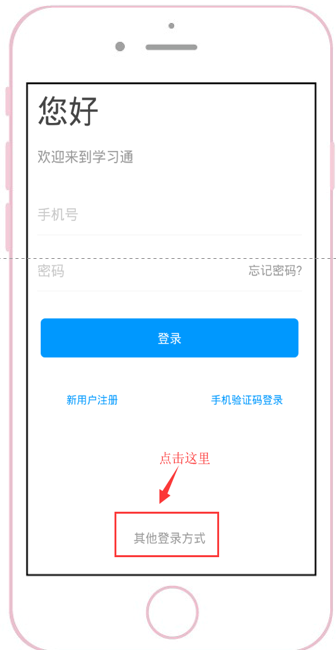 您好
欢迎来到学习通
手机号
密码
忘记密码?
登录
新用户注册
手机验证码登录
点击这里
其他登录方式